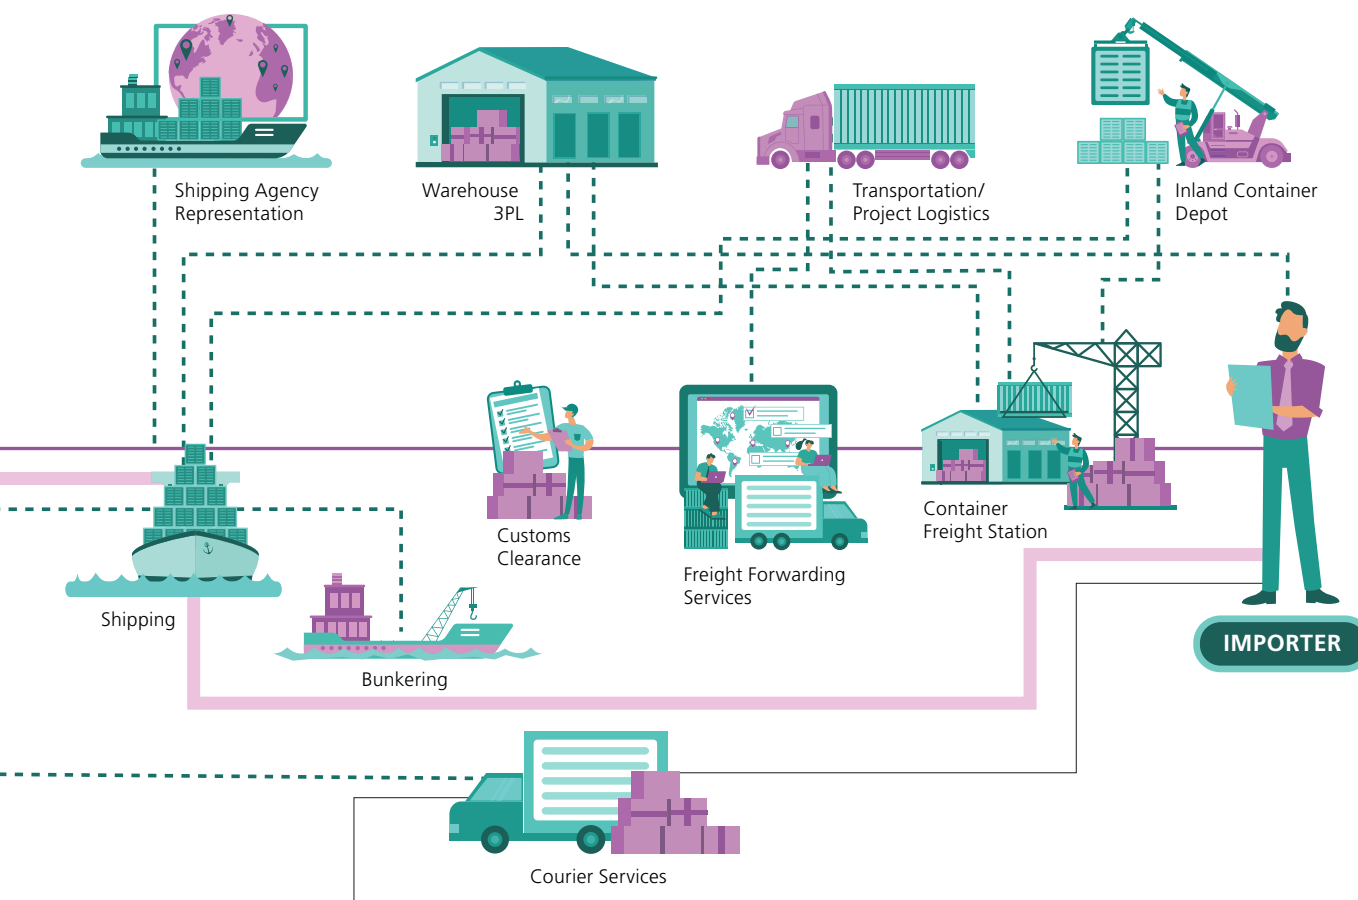 Shipping Agency
Representation
Warehouse
3PL
Transportation/
Project Logistics
Inland Container
Depot
Customs
Clearance
Freight Forwarding
Services
Container
Freight Station
Shipping
Bunkering
IMPORTER
Courier Services